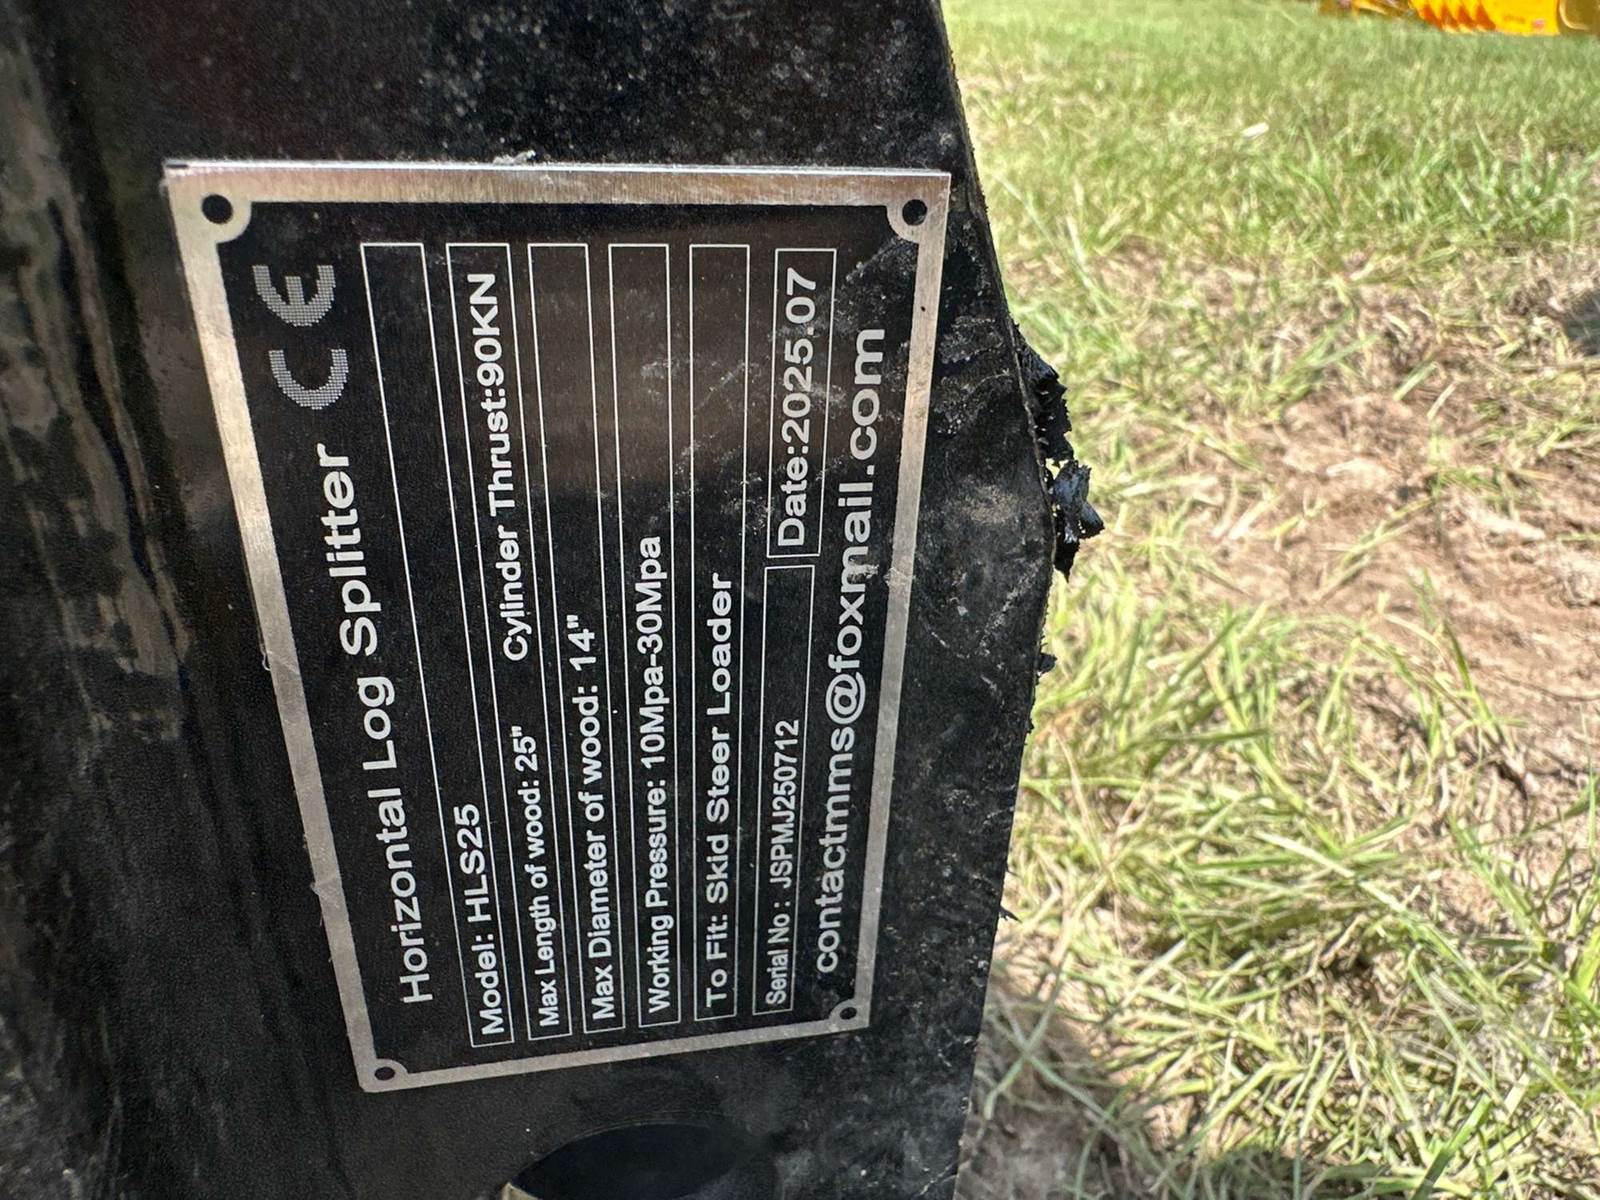 Horizontal Log Splitter CE
Model: HLS25
Max Length of wood: 25" Cylinder Thrust:90KN
Max Diameter of wood: 14"
Working Pressure: 10Mpa-30Mpa
To Fit: Skid Steer Loader
Serial No : JSPMJ250712 Date:2025.07
contactmms@foxmail.com